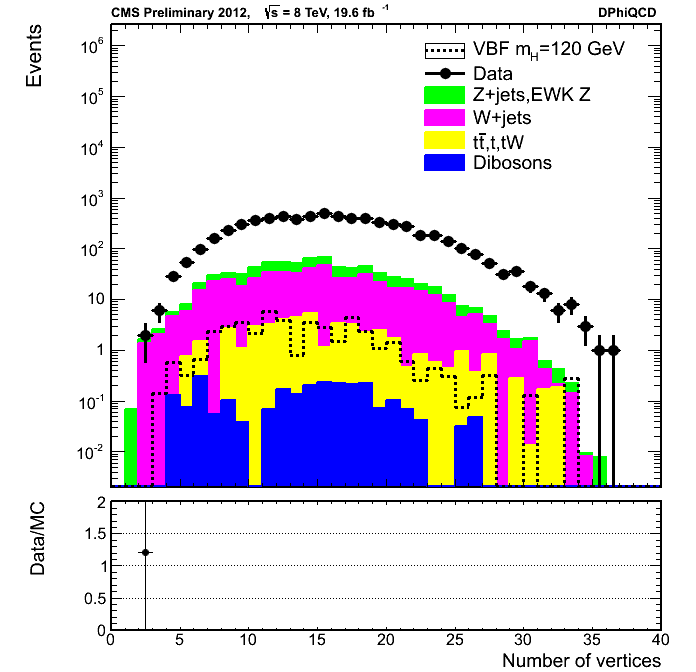 CMS Preliminary 2012, √s = 8 TeV, 19.6 fb⁻¹ DPhiQCD
Events
10⁶
10⁵
10⁴
10³
10²
10
1
10⁻¹
10⁻²
VBF m_H=120 GeV
Data
Z+jets,EWK Z
W+jets
tt̄,t,tW
Dibosons
Data/MC
2
1.5
1
0.5
0
0 5 10 15 20 25 30 35 40
Number of vertices